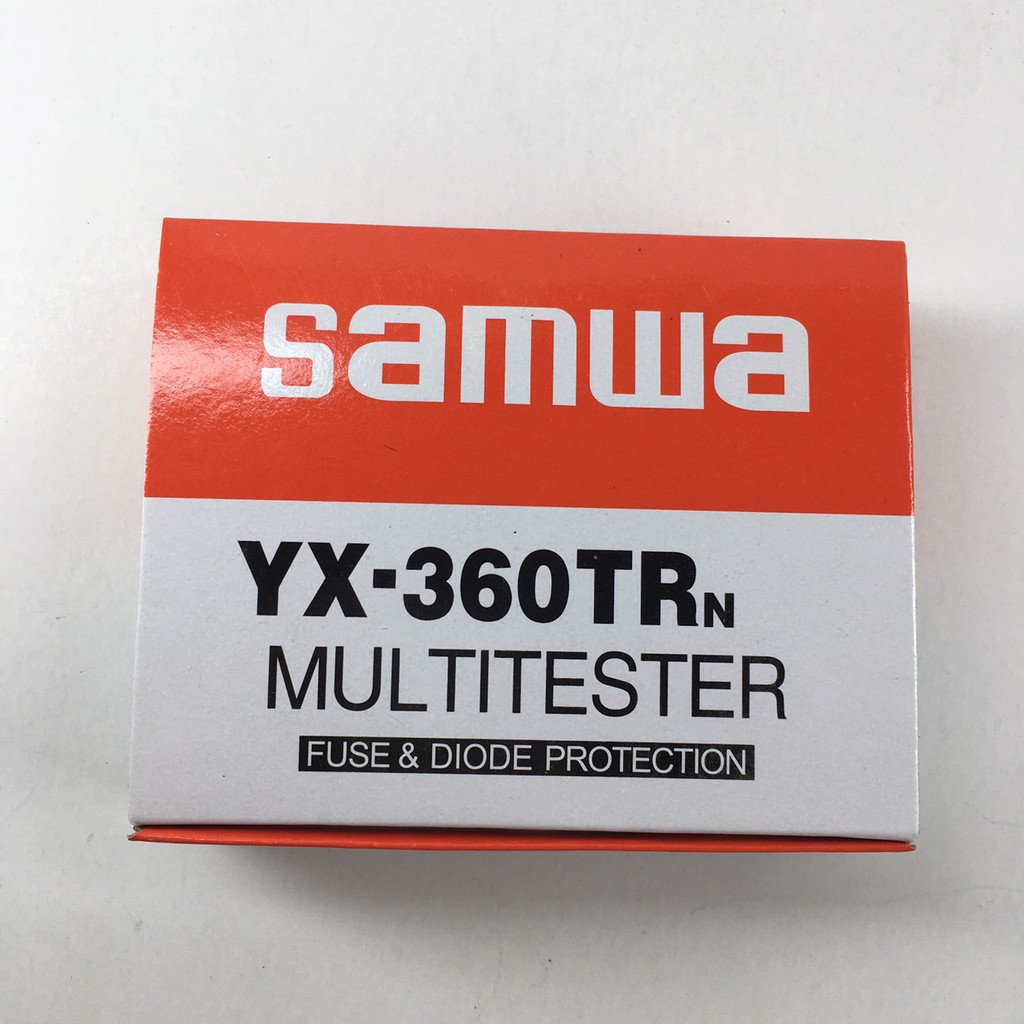 samwa
YX-360TRN
MULTITESTER
FUSE & DIODE PROTECTION